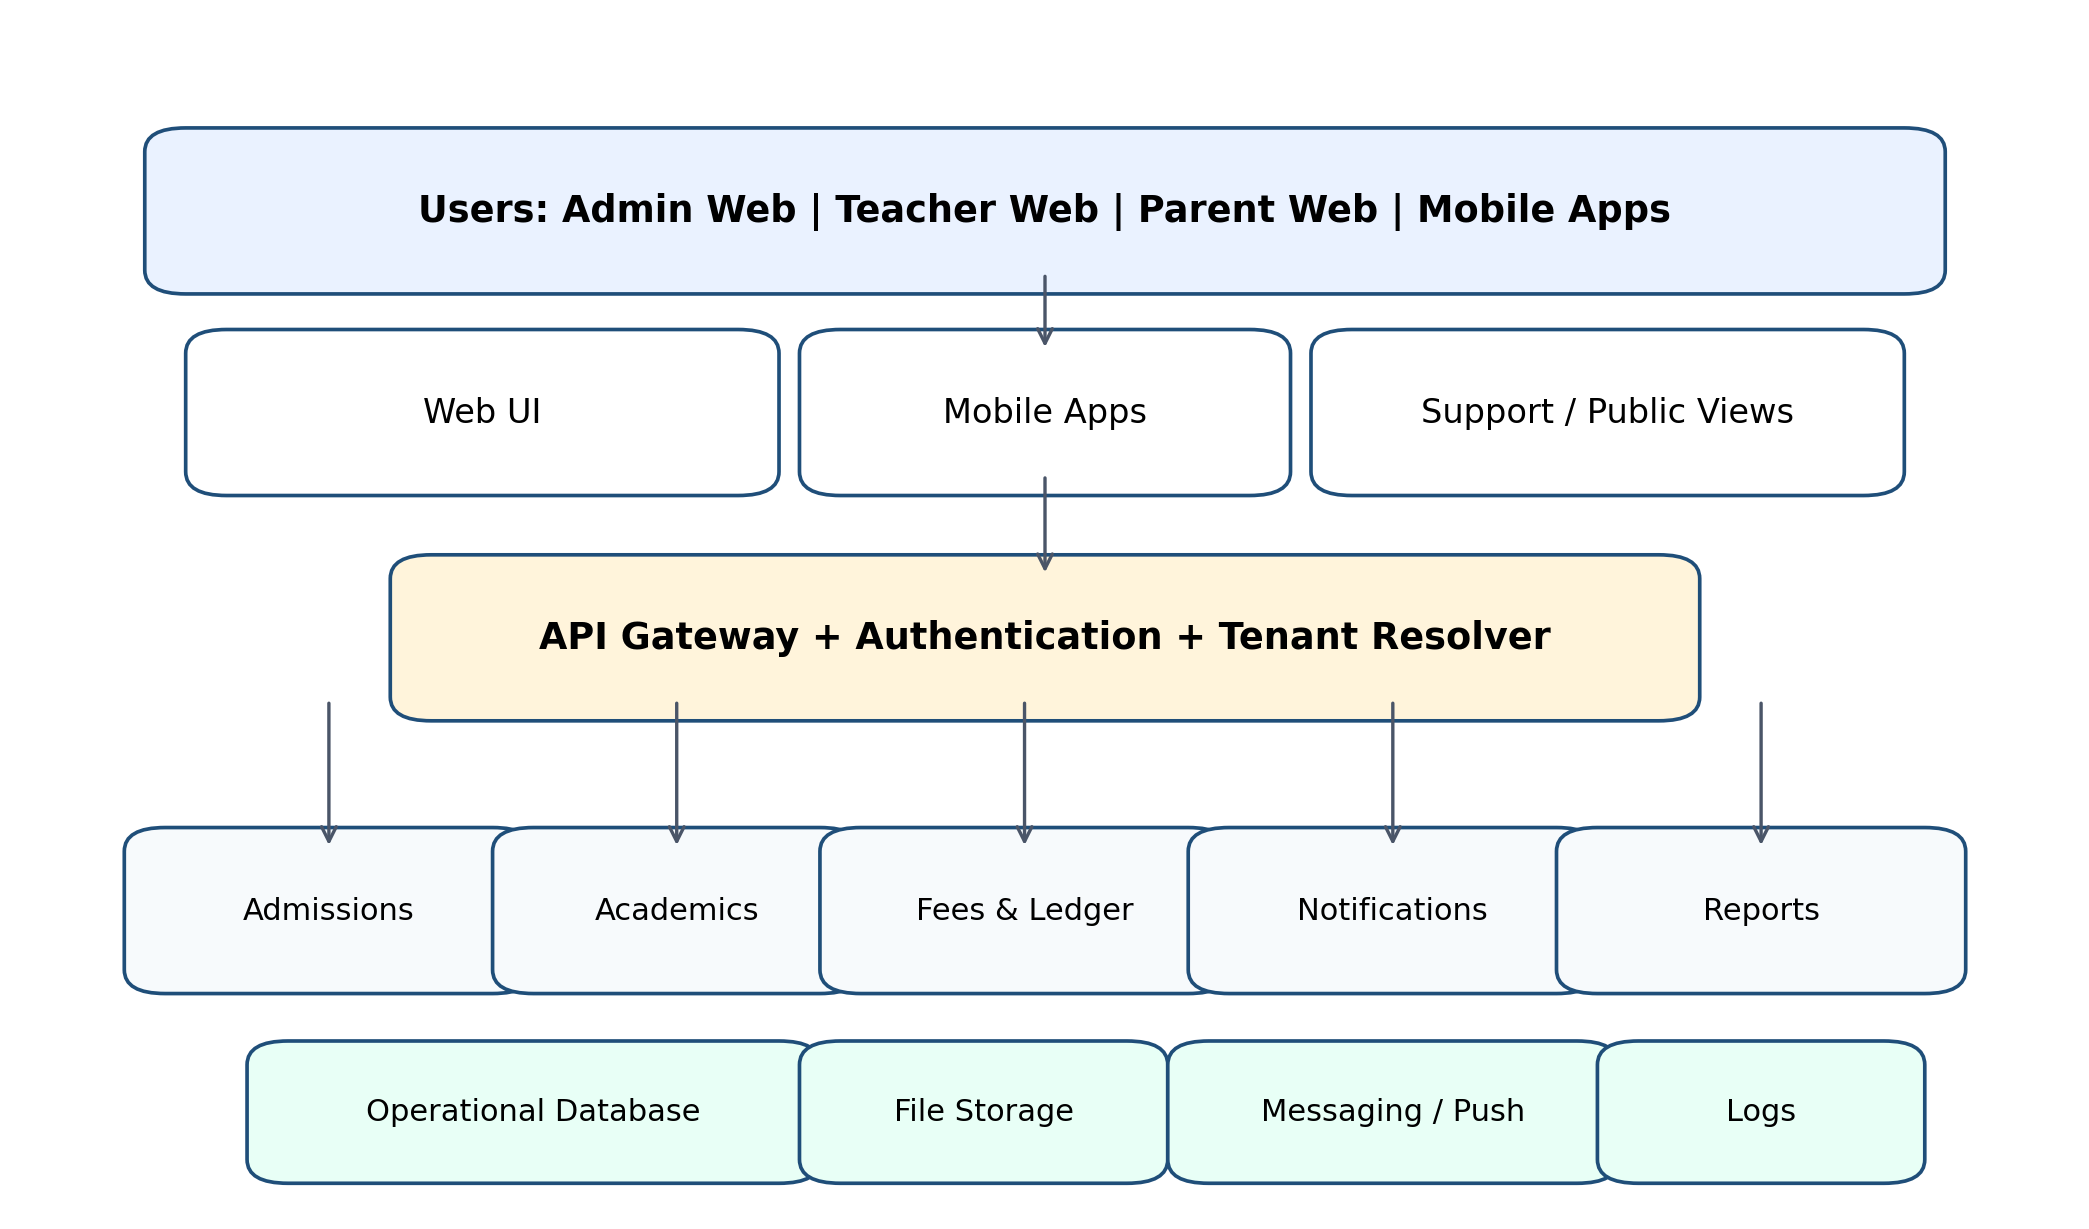 Users: Admin Web | Teacher Web | Parent Web | Mobile Apps
Web UI
Mobile Apps
Support / Public Views
API Gateway + Authentication + Tenant Resolver
Admissions
Academics
Fees & Ledger
Notifications
Reports
Operational Database
File Storage
Messaging / Push
Logs